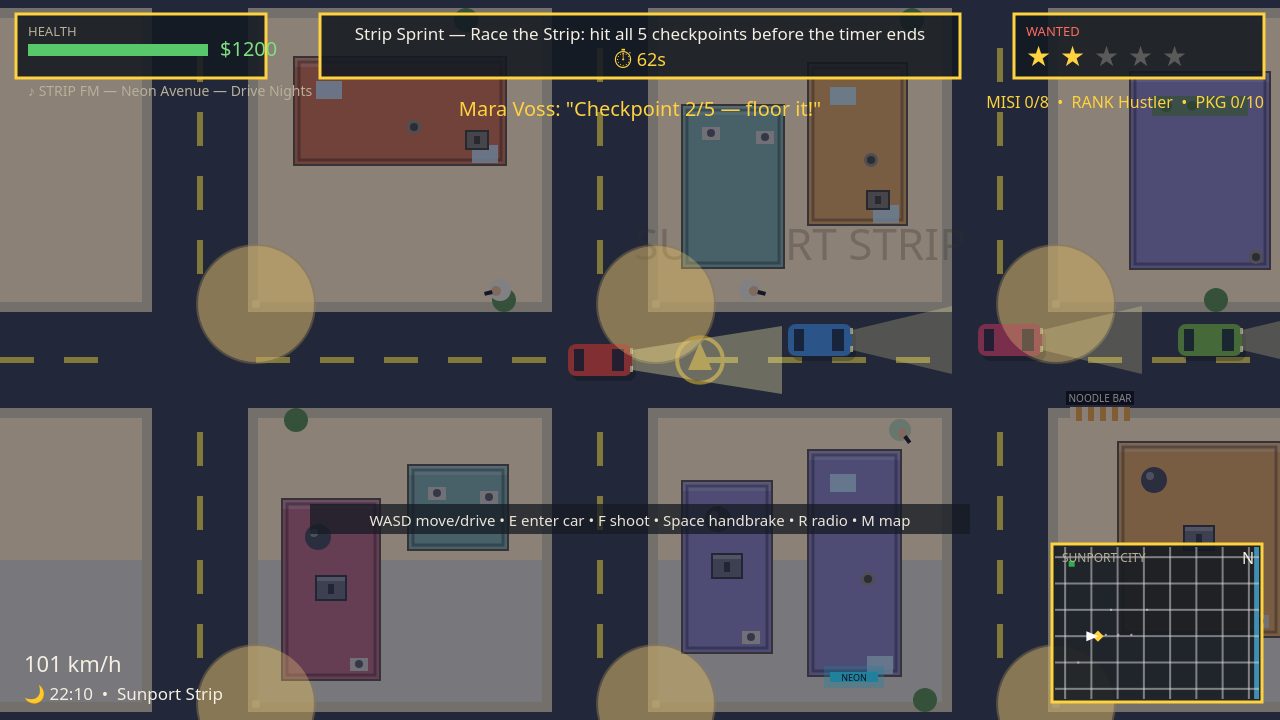 HEALTH
$1200
Strip Sprint — Race the Strip: hit all 5 checkpoints before the timer ends
⏱ 62s
WANTED
★ ★ ★ ★ ★
♪ STRIP FM — Neon Avenue — Drive Nights
Mara Voss: "Checkpoint 2/5 — floor it!"
MISI 0/8 • RANK Hustler • PKG 0/10
SUNPORT STRIP
NOODLE BAR
WASD move/drive • E enter car • F shoot • Space handbrake • R radio • M map
SUNPORT CITY
N
NEON
101 km/h
🌙 22:10 • Sunport Strip